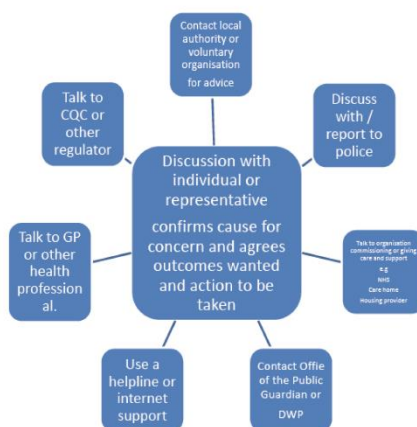 Contact local
authority or
voluntary
organisation
for advice
Talk to
CQC or
other
regulator
Discuss
with /
report to
police
Discussion with
individual or
representative
confirms cause for
concern and agrees
outcomes wanted
and action to be
taken
Talk to GP
or other
health
profession
al.
Talk to organisation
commissioning or giving
care and support
e.g
NHS
Care home
Housing provider
Use a
helpline or
internet
support
Contact Offie
of the Public
Guardian or
DWP